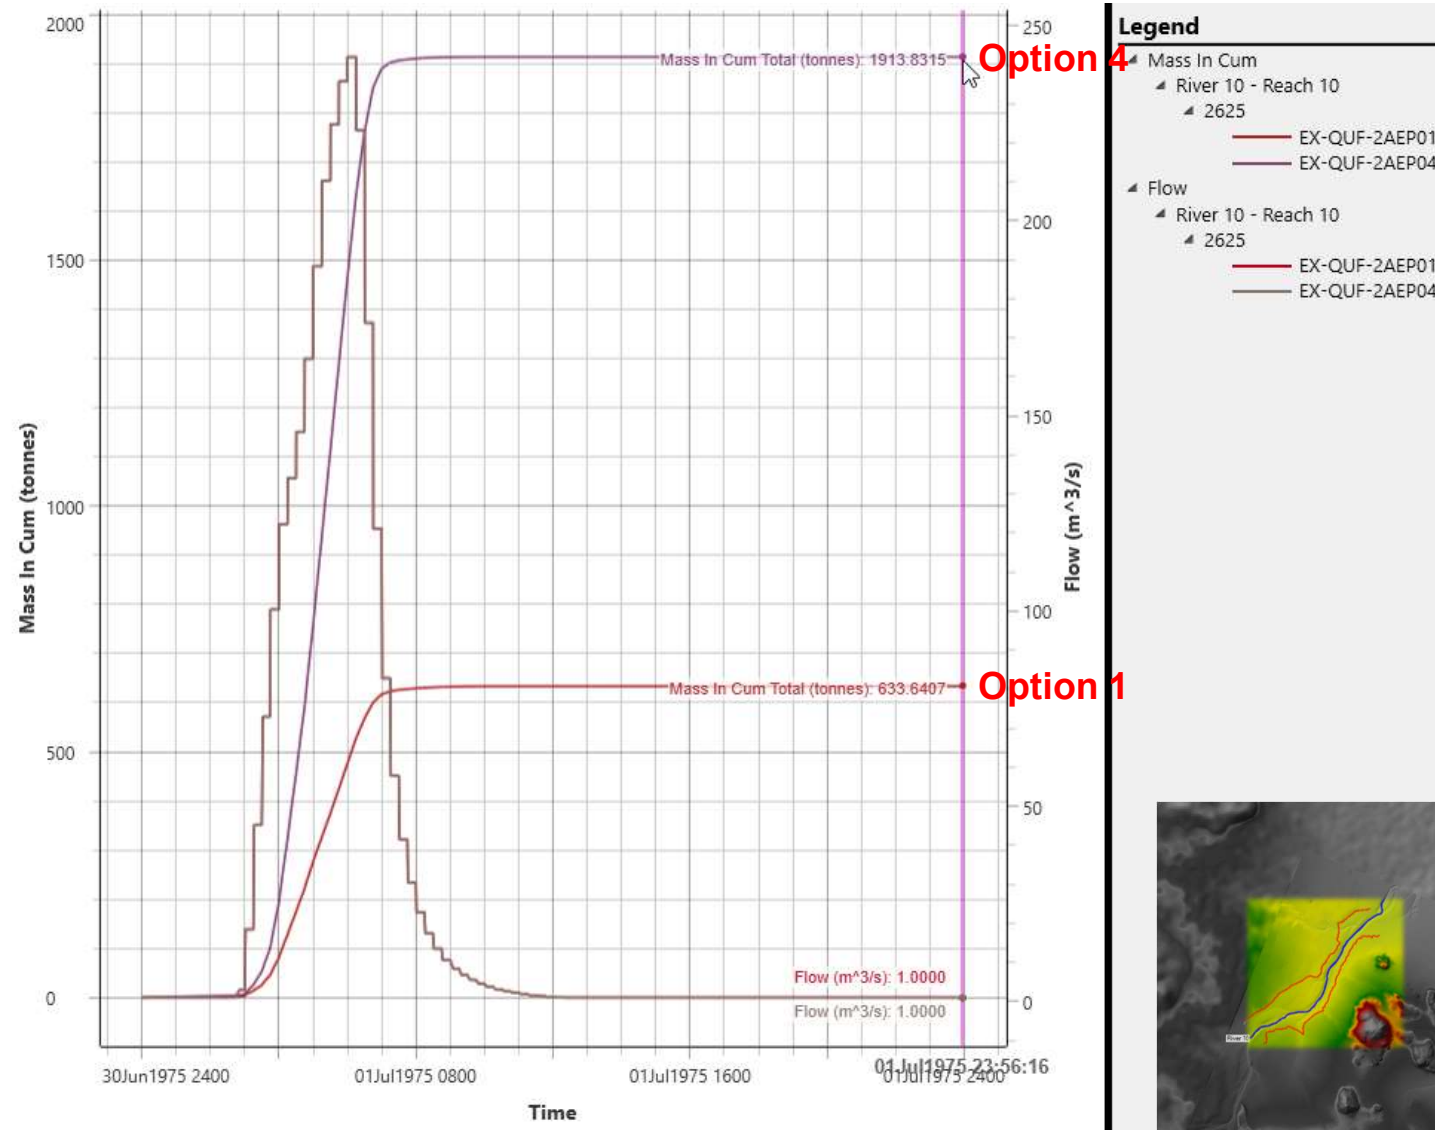 2000
1500
1000
500
0
Mass In Cum (tonnes)
Mass In Cum Total (tonnes): 1913.8315
Option 4
Mass In Cum Total (tonnes): 633.6407
Option 1
Flow (m^3/s): 1.0000
Flow (m^3/s): 1.0000
250
200
150
100
50
0
Flow (m^3/s)
30Jun1975 2400
01Jul1975 0800
01Jul1975 1600
01Jul1975 2400
01Jul1975 23:56:16
Time
Legend
Mass In Cum
River 10 - Reach 10
2625
EX-QUF-2AEP01
EX-QUF-2AEP04
Flow
River 10 - Reach 10
2625
EX-QUF-2AEP01
EX-QUF-2AEP04